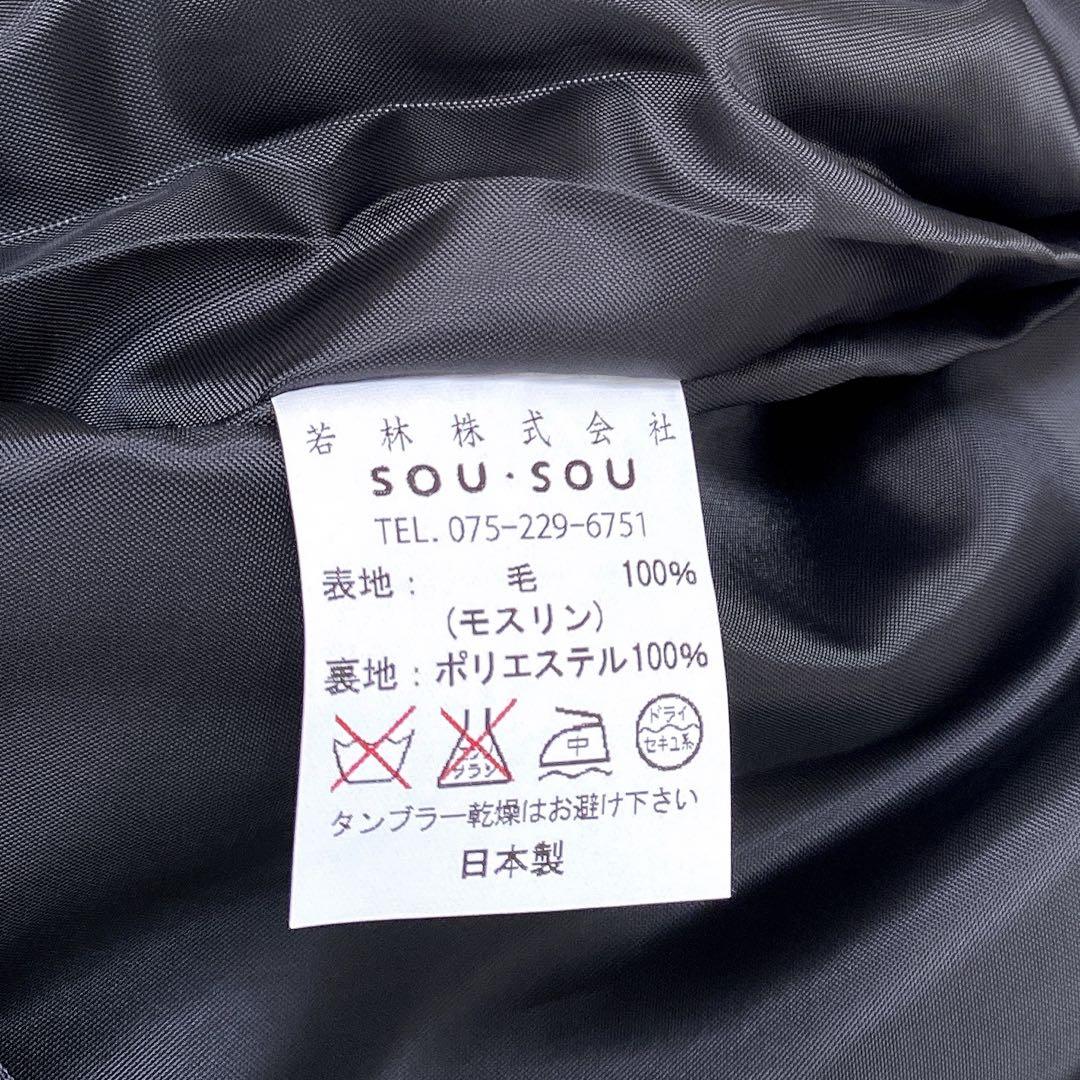 若林株式会社
SOU・SOU
TEL. 075-229-6751
表地： 毛 100%
(モスリン)
裏地：ポリエステル100%
中 ドライ
セキユ系
タンブラー乾燥はお避け下さい
日本製